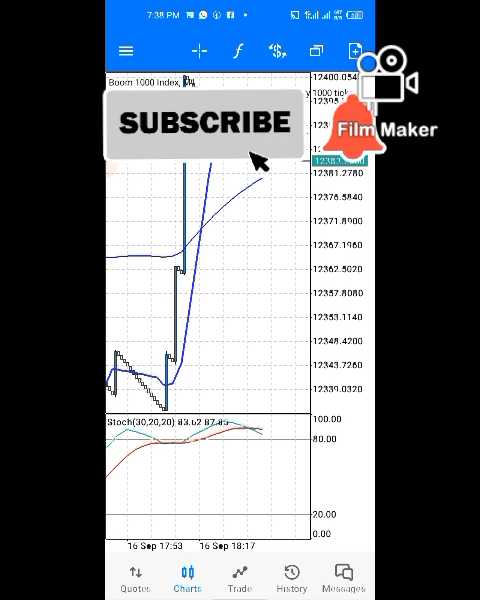 7:38 PM
Boom 1000 Index,
1000 tick
12400.054
SUBSCRIBE
Film Maker
12381.2780
12376.5840
12371.8900
12367.1960
12362.5020
12357.8080
12353.1140
12348.4200
12343.7260
12339.0320
Stoch(30,20,20) 83.62 87.85
100.00
80.00
20.00
0.00
16 Sep 17:53
16 Sep 18:17
Quotes
Charts
Trade
History
Messages